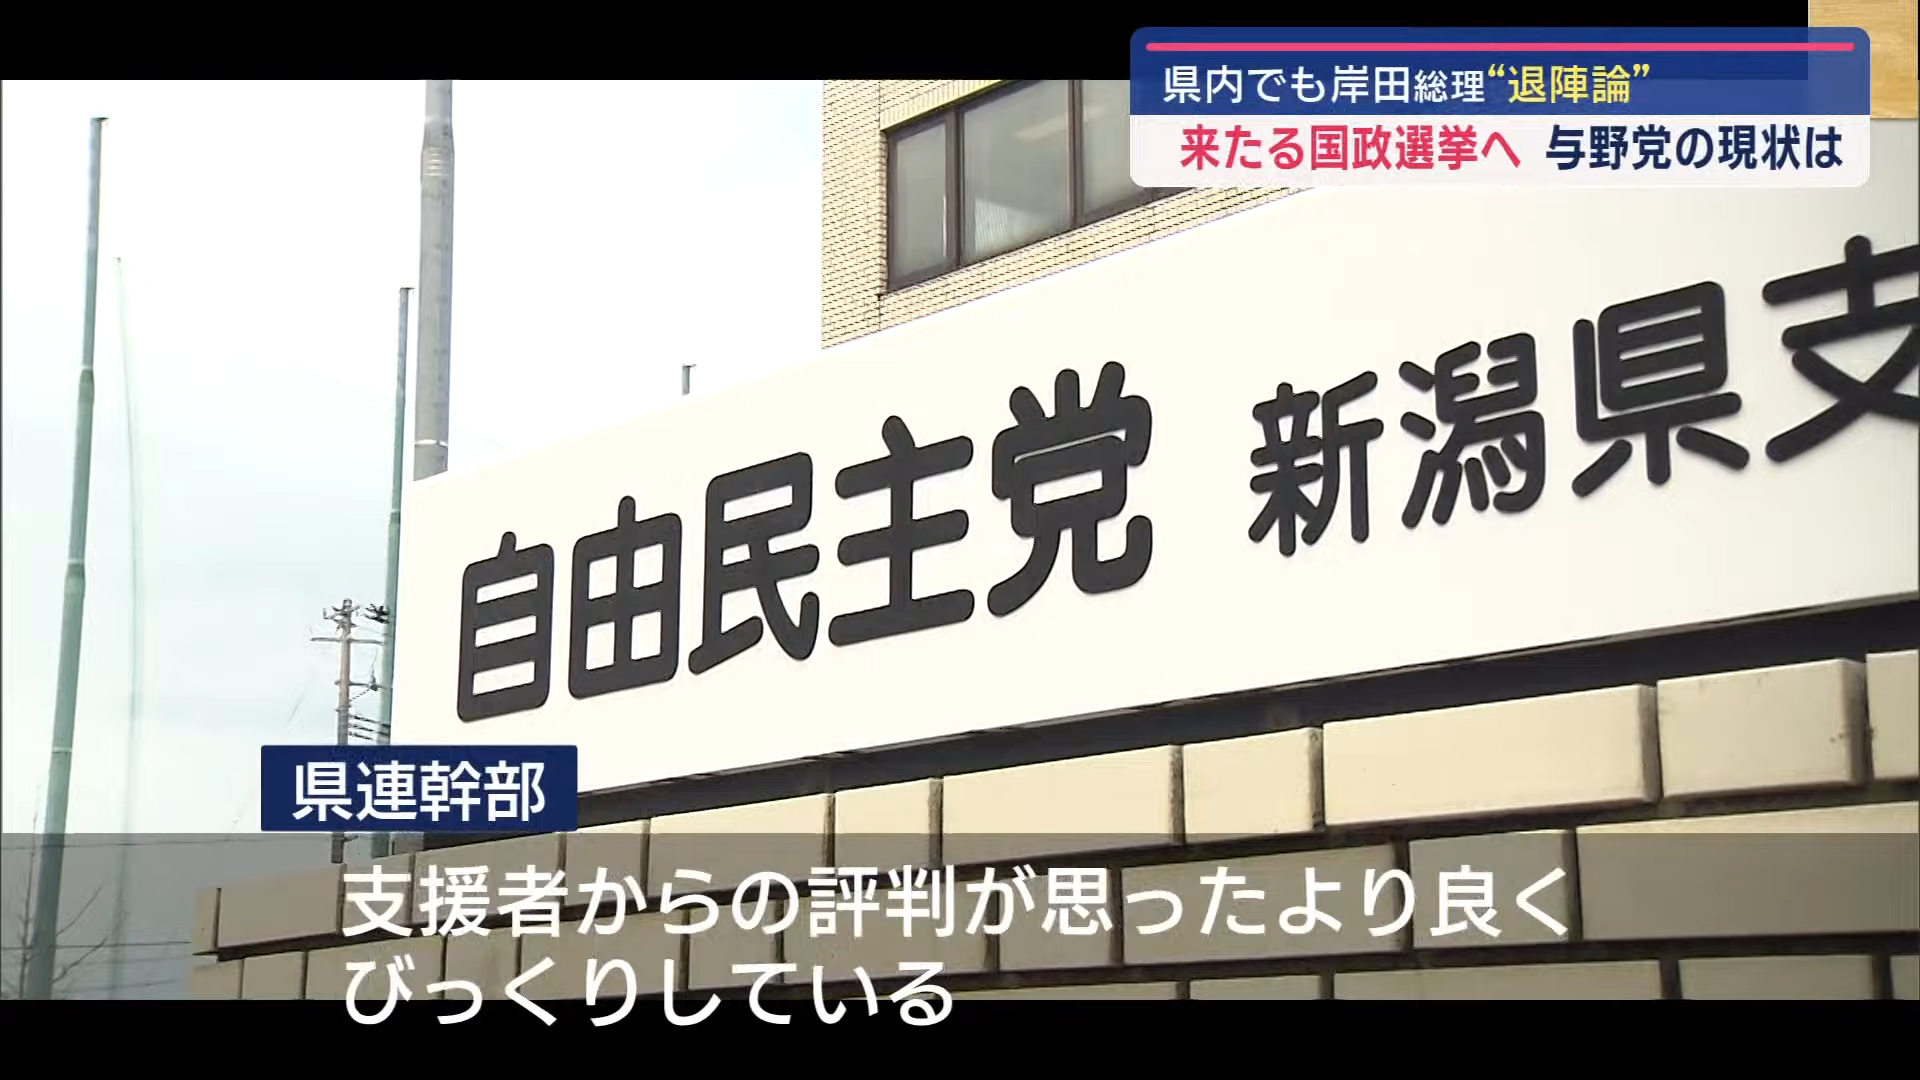 県内でも岸田総理“退陣論”
来たる国政選挙へ 与野党の現状は
自由民主党 新潟県支
県連幹部
支援者からの評判が思ったより良く
びっくりしている